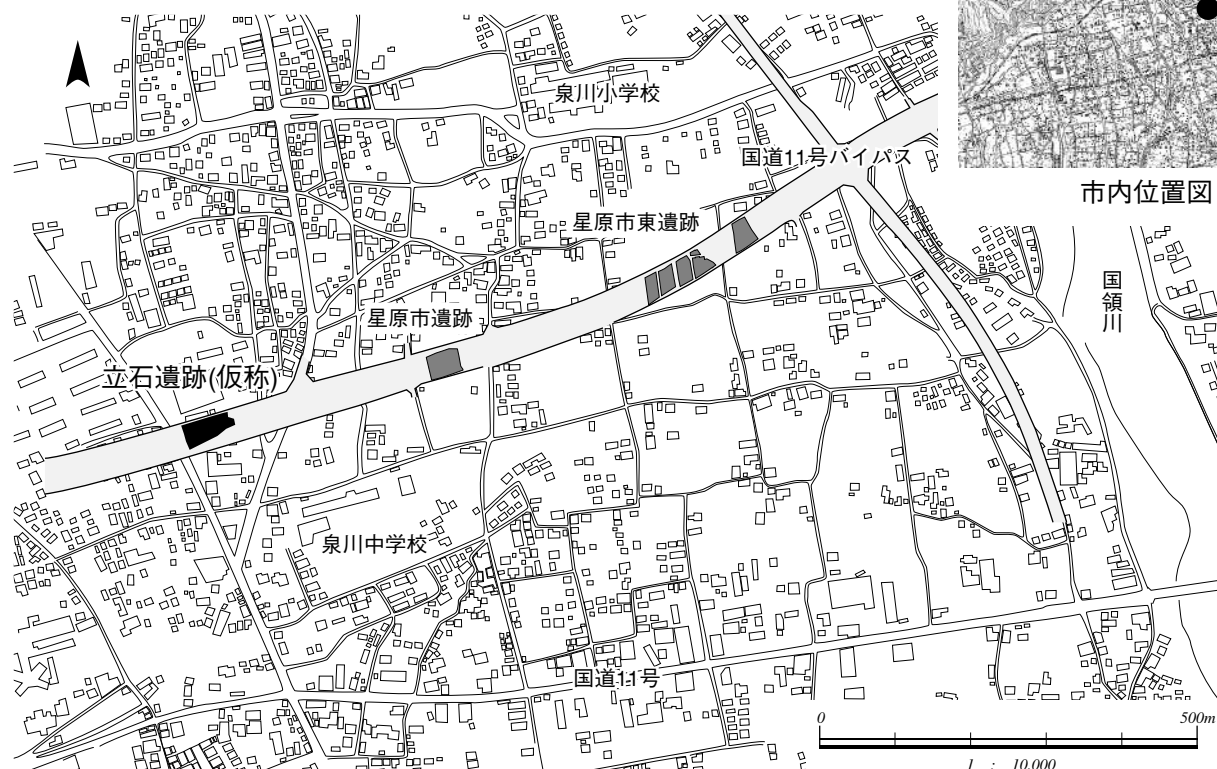 泉川小学校
国道11号バイパス
市内位置図
星原市東遺跡
国領川
星原市遺跡
立石遺跡(仮称)
泉川中学校
国道11号
0 500m
1 : 10,000